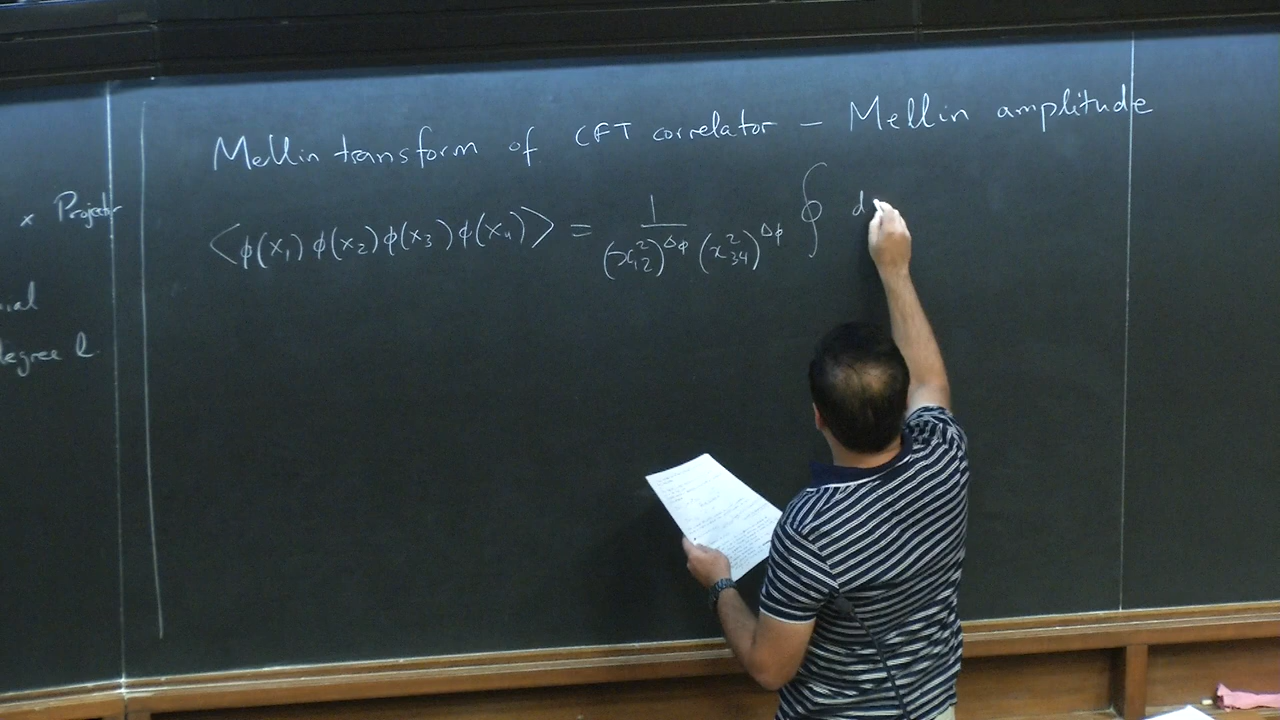 Mellin transform of CFT correlator – Mellin amplitude
x Projector
<φ(x₁) φ(x₂) φ(x₃) φ(x₄)> = 1 / (x₁₂²)^Δφ (x₃₄²)^Δφ ∮ d
degree l